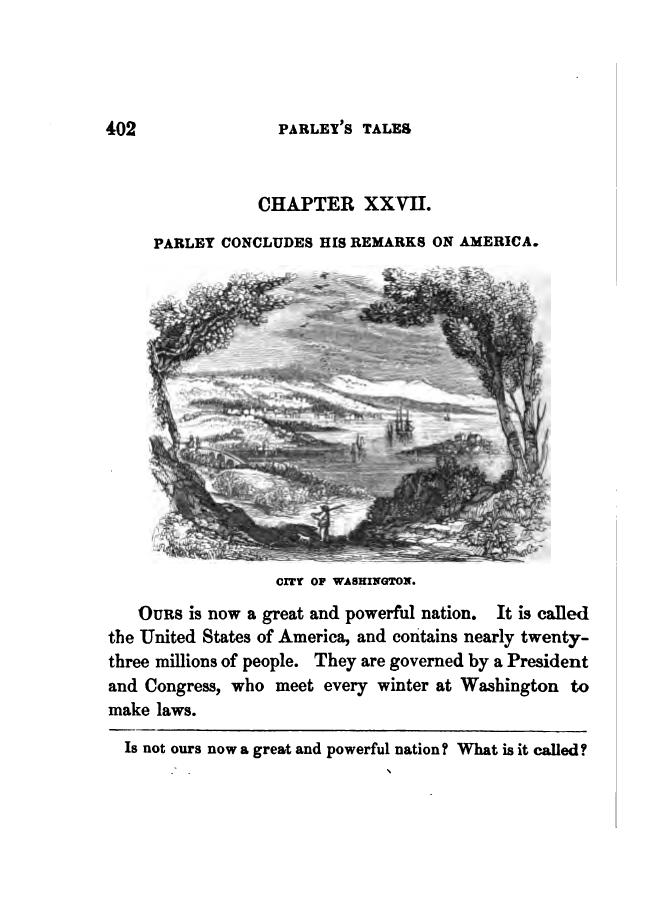 402
PARLEY'S TALES
CHAPTER XXVII.
PARLEY CONCLUDES HIS REMARKS ON AMERICA.
CITY OF WASHINGTON.
OURS is now a great and powerful nation. It is called
the United States of America, and contains nearly twenty-
three millions of people. They are governed by a President
and Congress, who meet every winter at Washington to
make laws.
Is not ours now a great and powerful nation? What is it called?